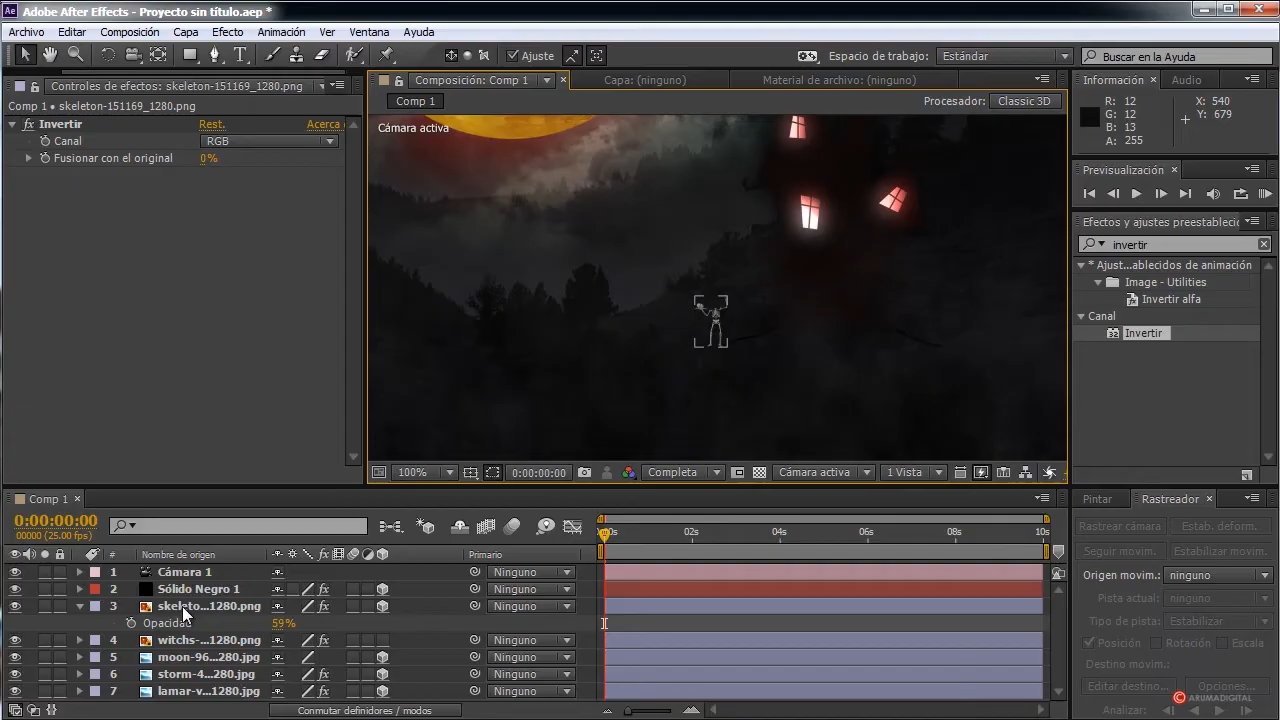 Adobe After Effects - Proyecto sin título.aep *
Archivo Editar Composición Capa Efecto Animación Ver Ventana Ayuda
Ajuste Espacio de trabajo: Estándar Buscar en la Ayuda
Controles de efectos: skeleton-151169_1280.png
Comp 1 • skeleton-151169_1280.png
Invertir Rest. Acerca
Canal RGB
Fusionar con el original 0%
Composición: Comp 1 Capa: (ninguno) Material de archivo: (ninguno)
Comp 1 Procesador: Classic 3D
Cámara activa
100% 0:00:00:00 Completa Cámara activa 1 Vista
Información Audio
R: 12 X: 540
G: 12 Y: 679
B: 13
A: 255
Previsualización
Efectos y ajustes preestableci
invertir
* Ajust...ablecidos de animación
Image - Utilities
Invertir alfa
Canal
32 Invertir
Comp 1
0:00:00:00
00000 (25.00 fps)
00s 02s 04s 06s 08s 10s
# Nombre de origen Primario
1 Cámara 1 Ninguno
2 Sólido Negro 1 Ninguno
3 skeleto...1280.png Ninguno
Opacidad 59%
4 witchs-...1280.png Ninguno
5 moon-96...280.jpg Ninguno
6 storm-4...280.jpg Ninguno
7 lamar-v...1280.jpg Ninguno
Conmutar definidores / modos
Pintar Rastreador
Rastrear cámara Estab. deform.
Seguir movim. Estabilizar movim.
Origen movim.: ninguno
Pista actual: ninguno
Tipo de pista: Estabilizar
Posición Rotación Escala
Destino movim.:
Editar destino... Opciones...
Analizar:
© ARUMADIGITAL